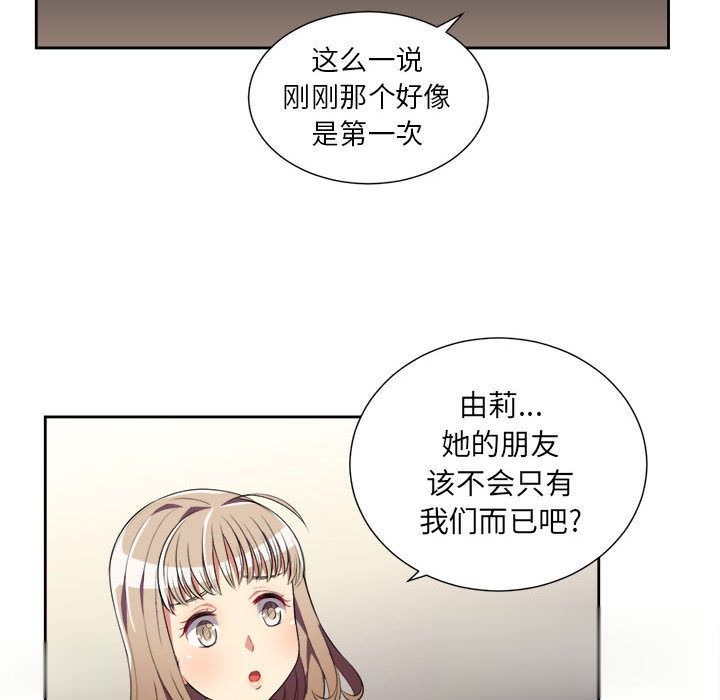 这么一说
刚刚那个好像
是第一次
由莉...
她的朋友
该不会只有
我们而已吧?